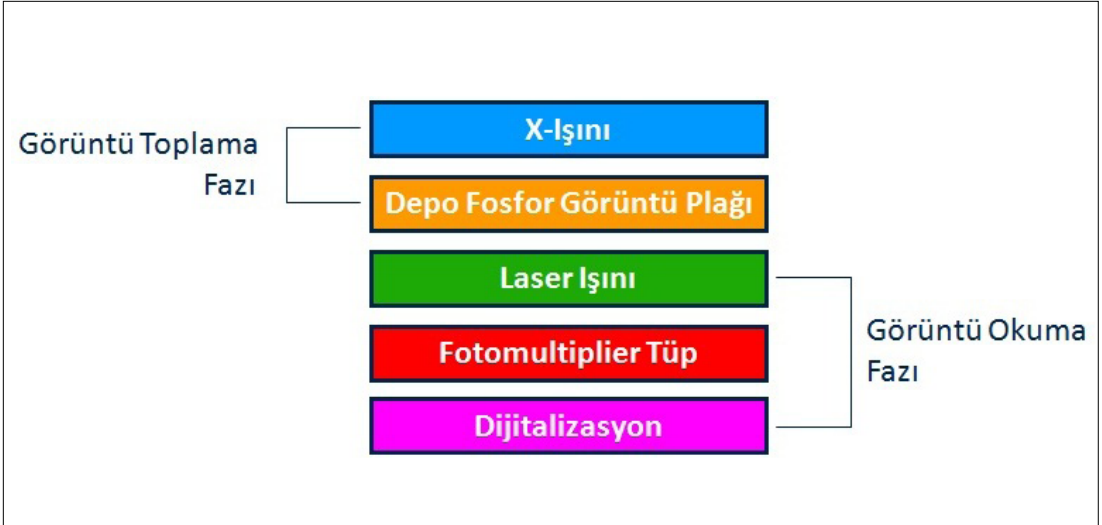 Görüntü Toplama
Fazı
X-Işını
Depo Fosfor Görüntü Plağı
Laser Işını
Fotomultiplier Tüp
Dijitalizasyon
Görüntü Okuma
Fazı